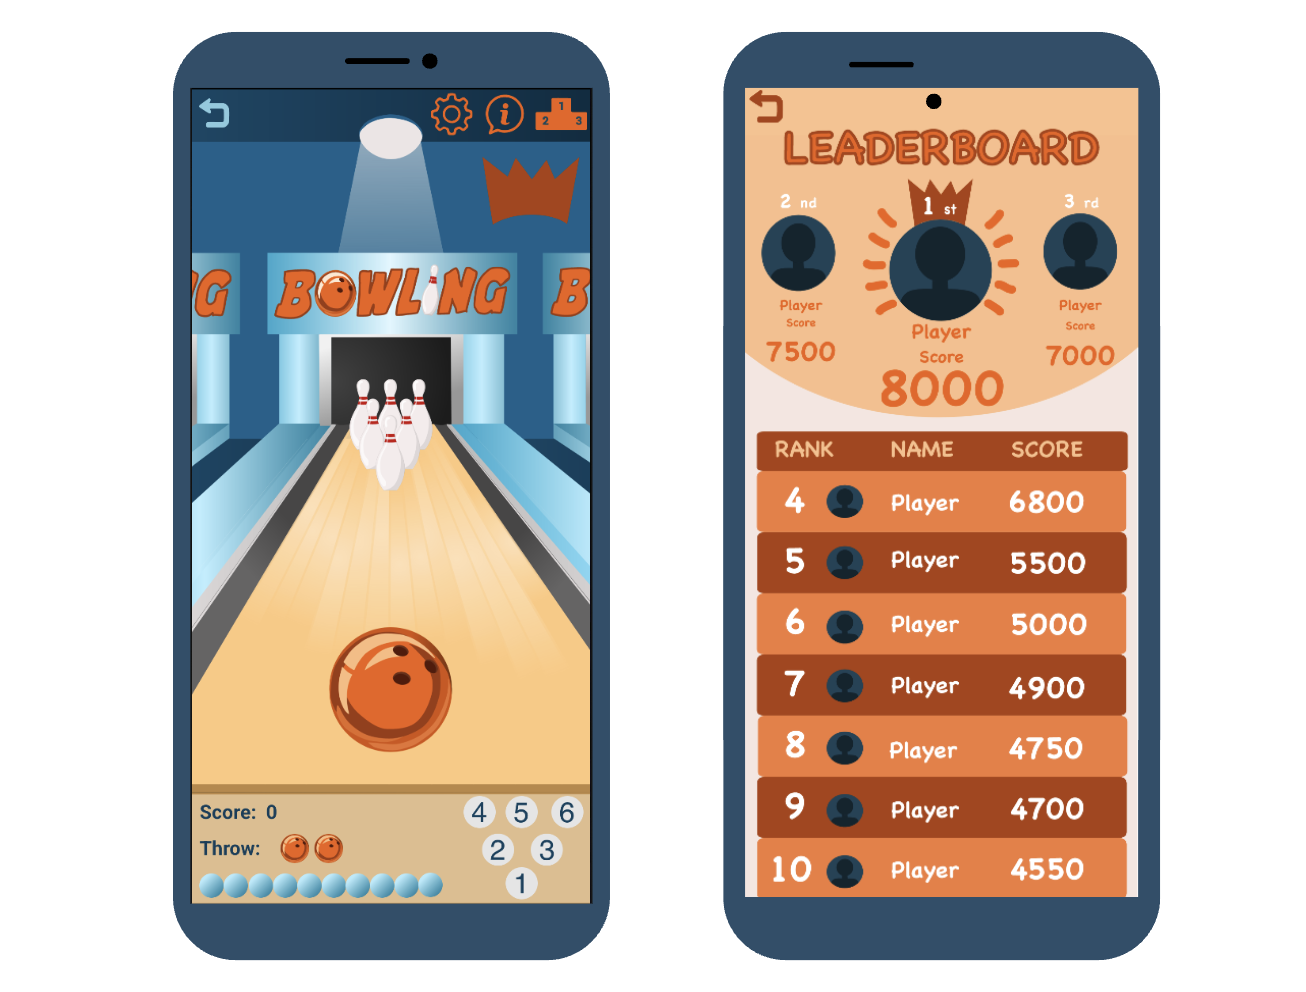 1
2 3
NG BOWLING B
Score: 0
Throw:
4 5 6
2 3
1
LEADERBOARD
2 nd
1 st
3 rd
Player
Score
7500
Player
Score
8000
Player
Score
7000
RANK NAME SCORE
4 Player 6800
5 Player 5500
6 Player 5000
7 Player 4900
8 Player 4750
9 Player 4700
10 Player 4550